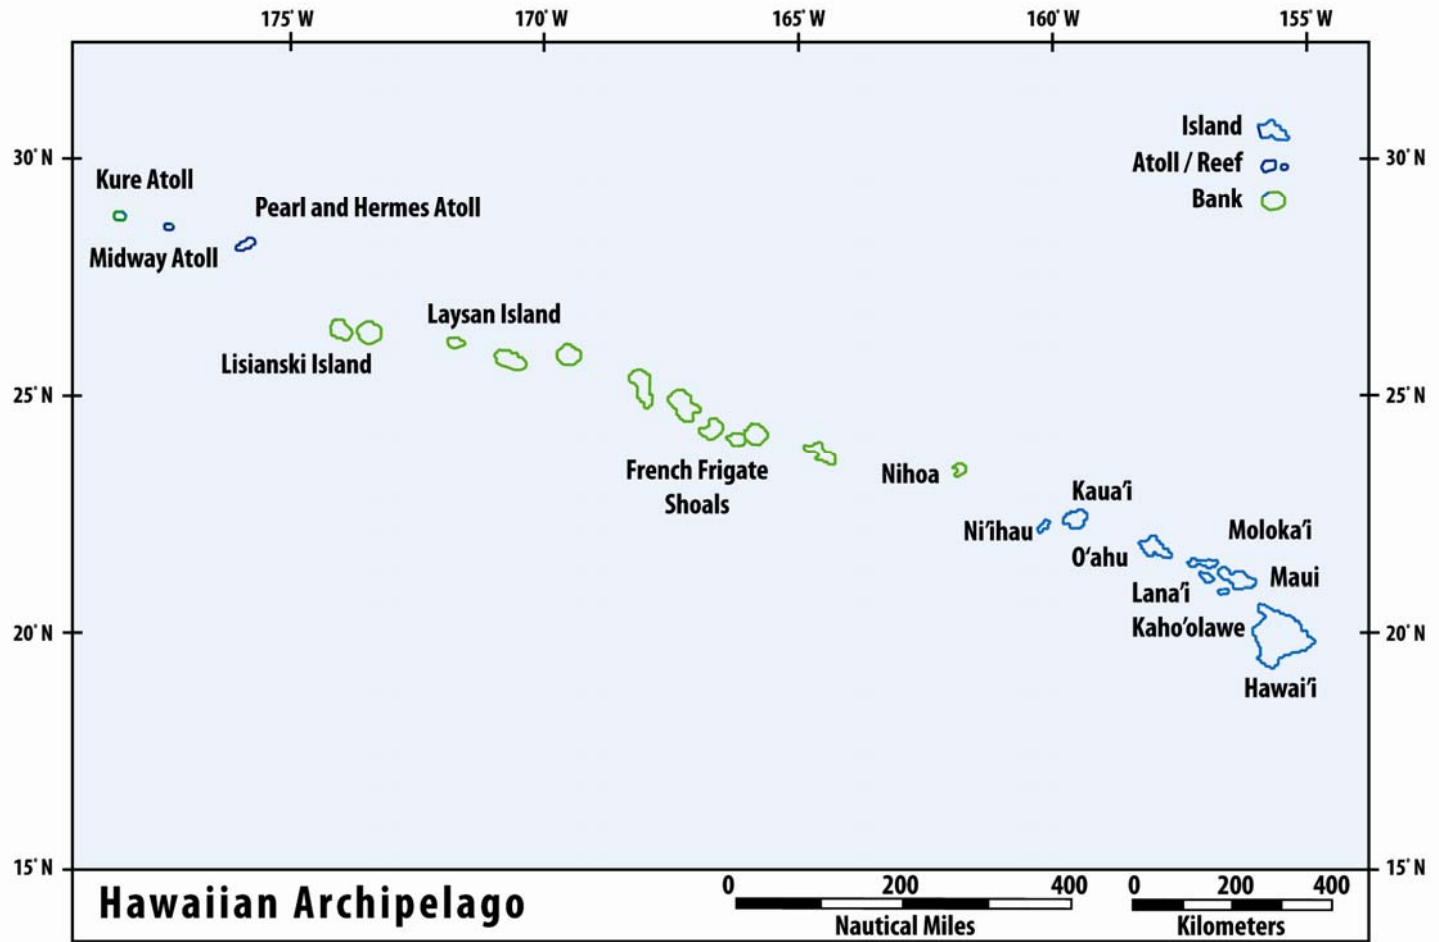 175° W 170° W 165° W 160° W 155° W
Island
Atoll / Reef
Bank
30° N 30° N
Kure Atoll
Pearl and Hermes Atoll
Midway Atoll
Laysan Island
Lisianski Island
25° N 25° N
French Frigate
Shoals
Nihoa
Kaua'i
Ni'ihau
O'ahu
Moloka'i
Maui
Lana'i
Kaho'olawe
20° N 20° N
Hawai'i
15° N 15° N
Hawaiian Archipelago
0 200 400
Nautical Miles
0 200 400
Kilometers